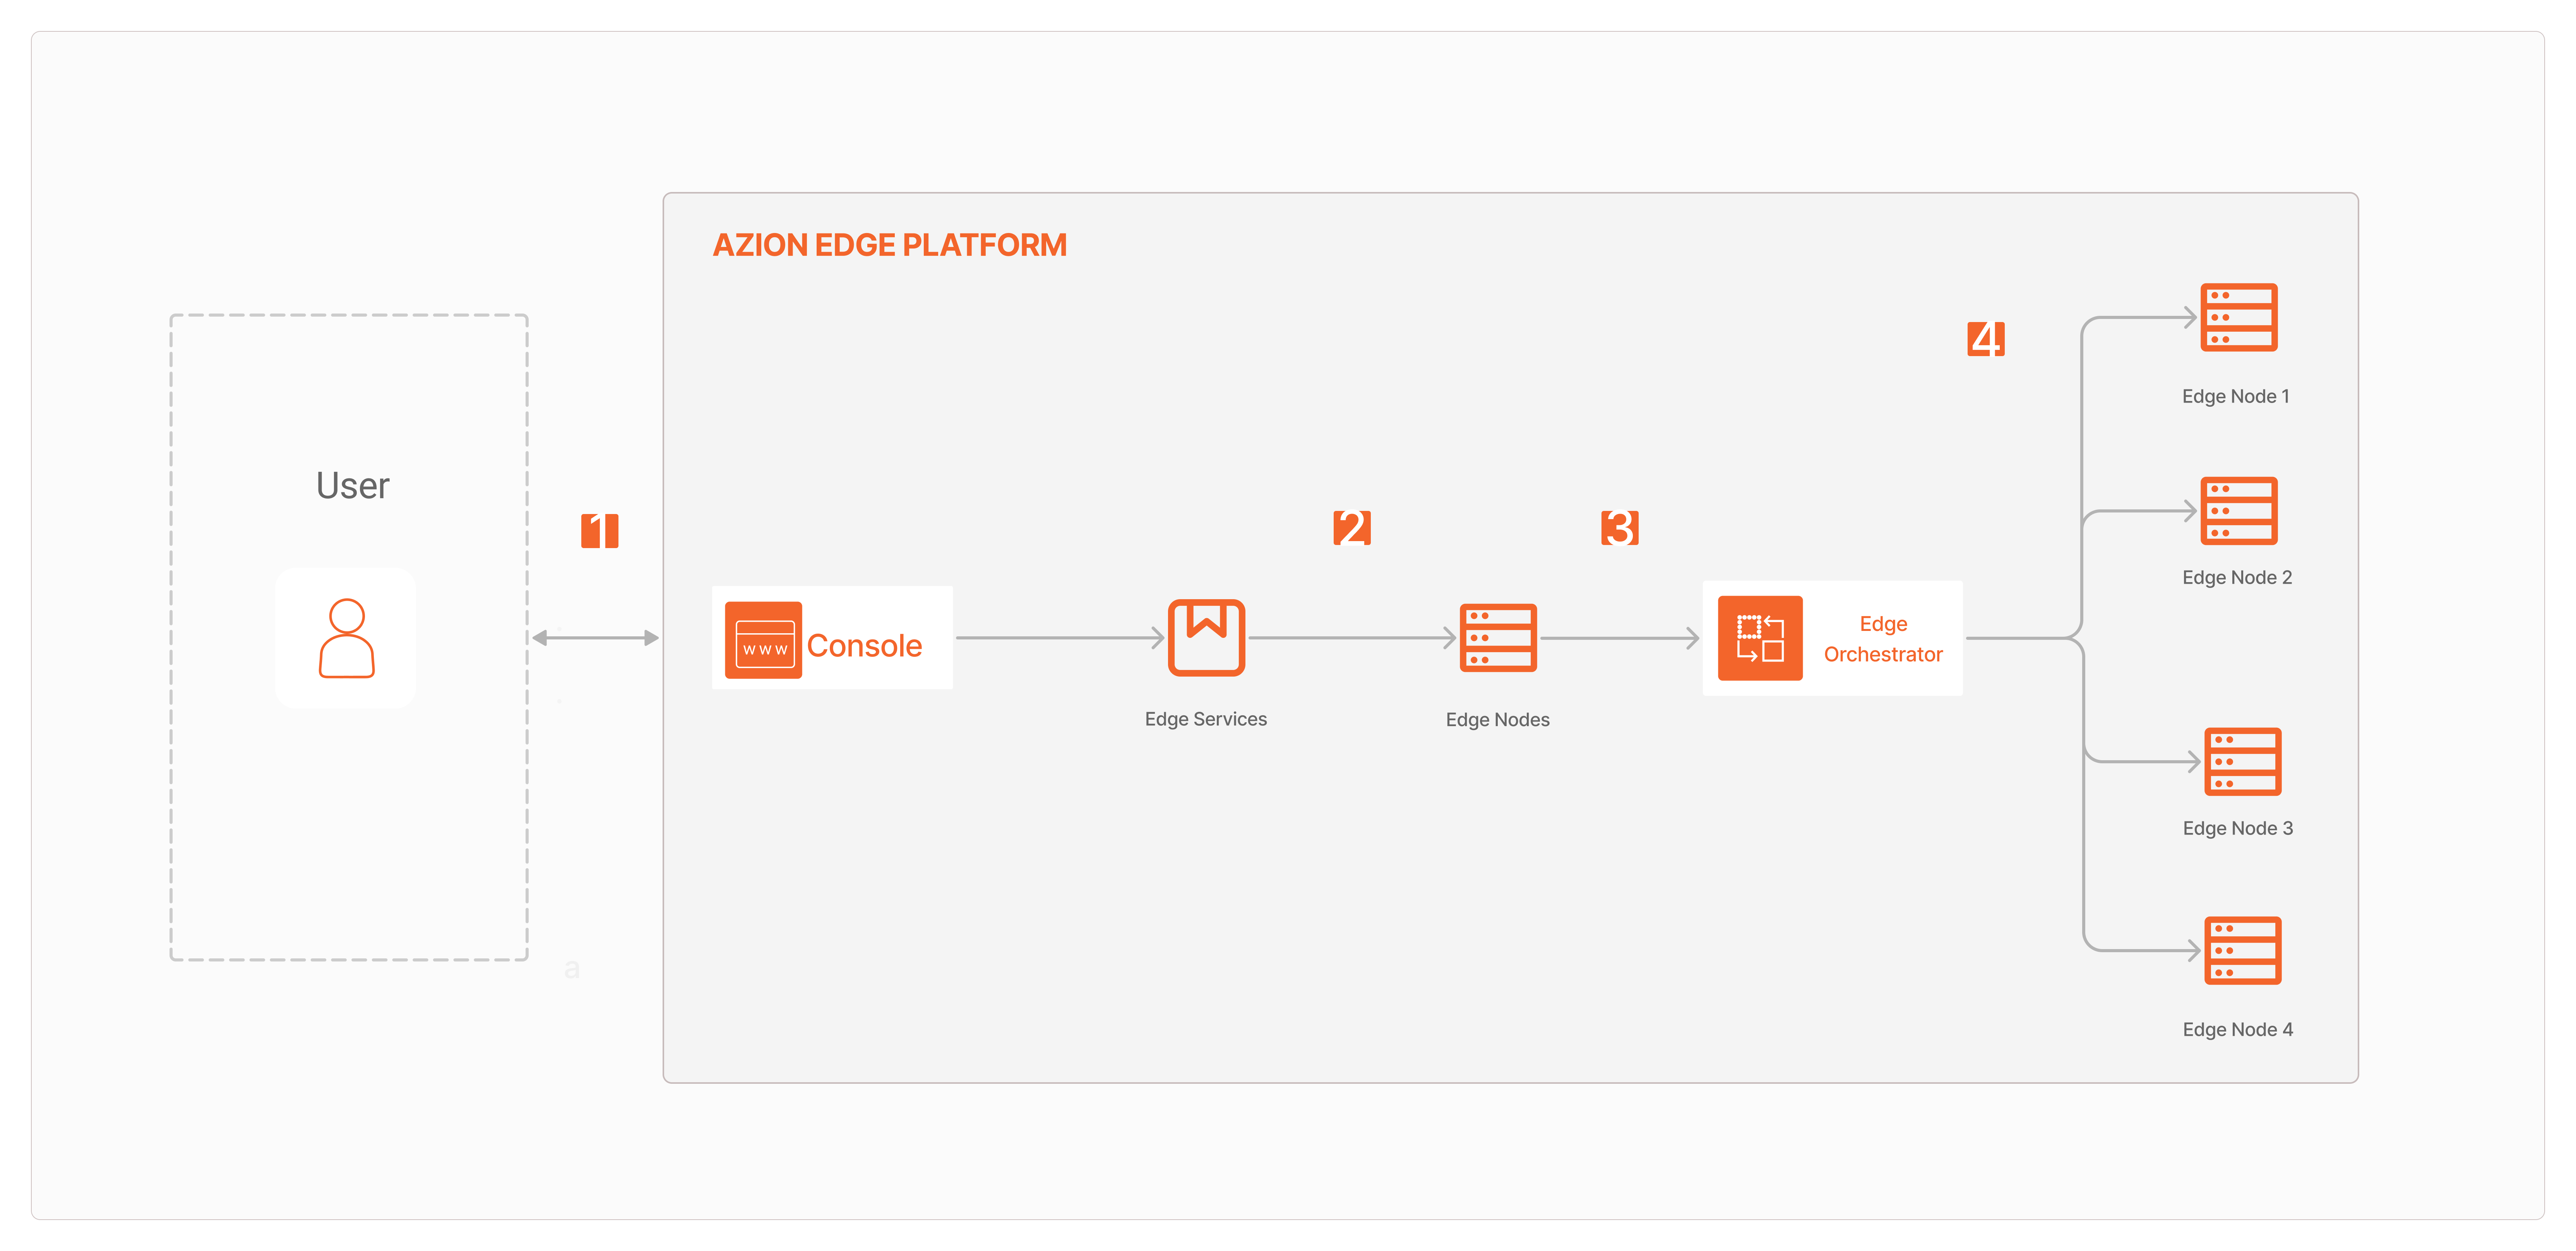 AZION EDGE PLATFORM
User
1
2
3
4
WWW
Console
Edge Services
Edge Nodes
Edge
Orchestrator
Edge Node 1
Edge Node 2
Edge Node 3
Edge Node 4
a